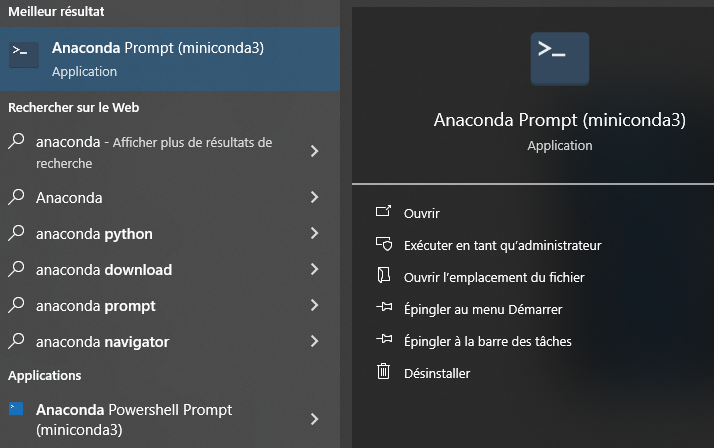 Meilleur résultat
Anaconda Prompt (miniconda3)
Application
Rechercher sur le Web
anaconda - Afficher plus de résultats de
recherche
Anaconda
anaconda python
anaconda download
anaconda prompt
anaconda navigator
Applications
Anaconda Powershell Prompt
(miniconda3)
Anaconda Prompt (miniconda3)
Application
Ouvrir
Exécuter en tant qu'administrateur
Ouvrir l'emplacement du fichier
Épingler au menu Démarrer
Épingler à la barre des tâches
Désinstaller